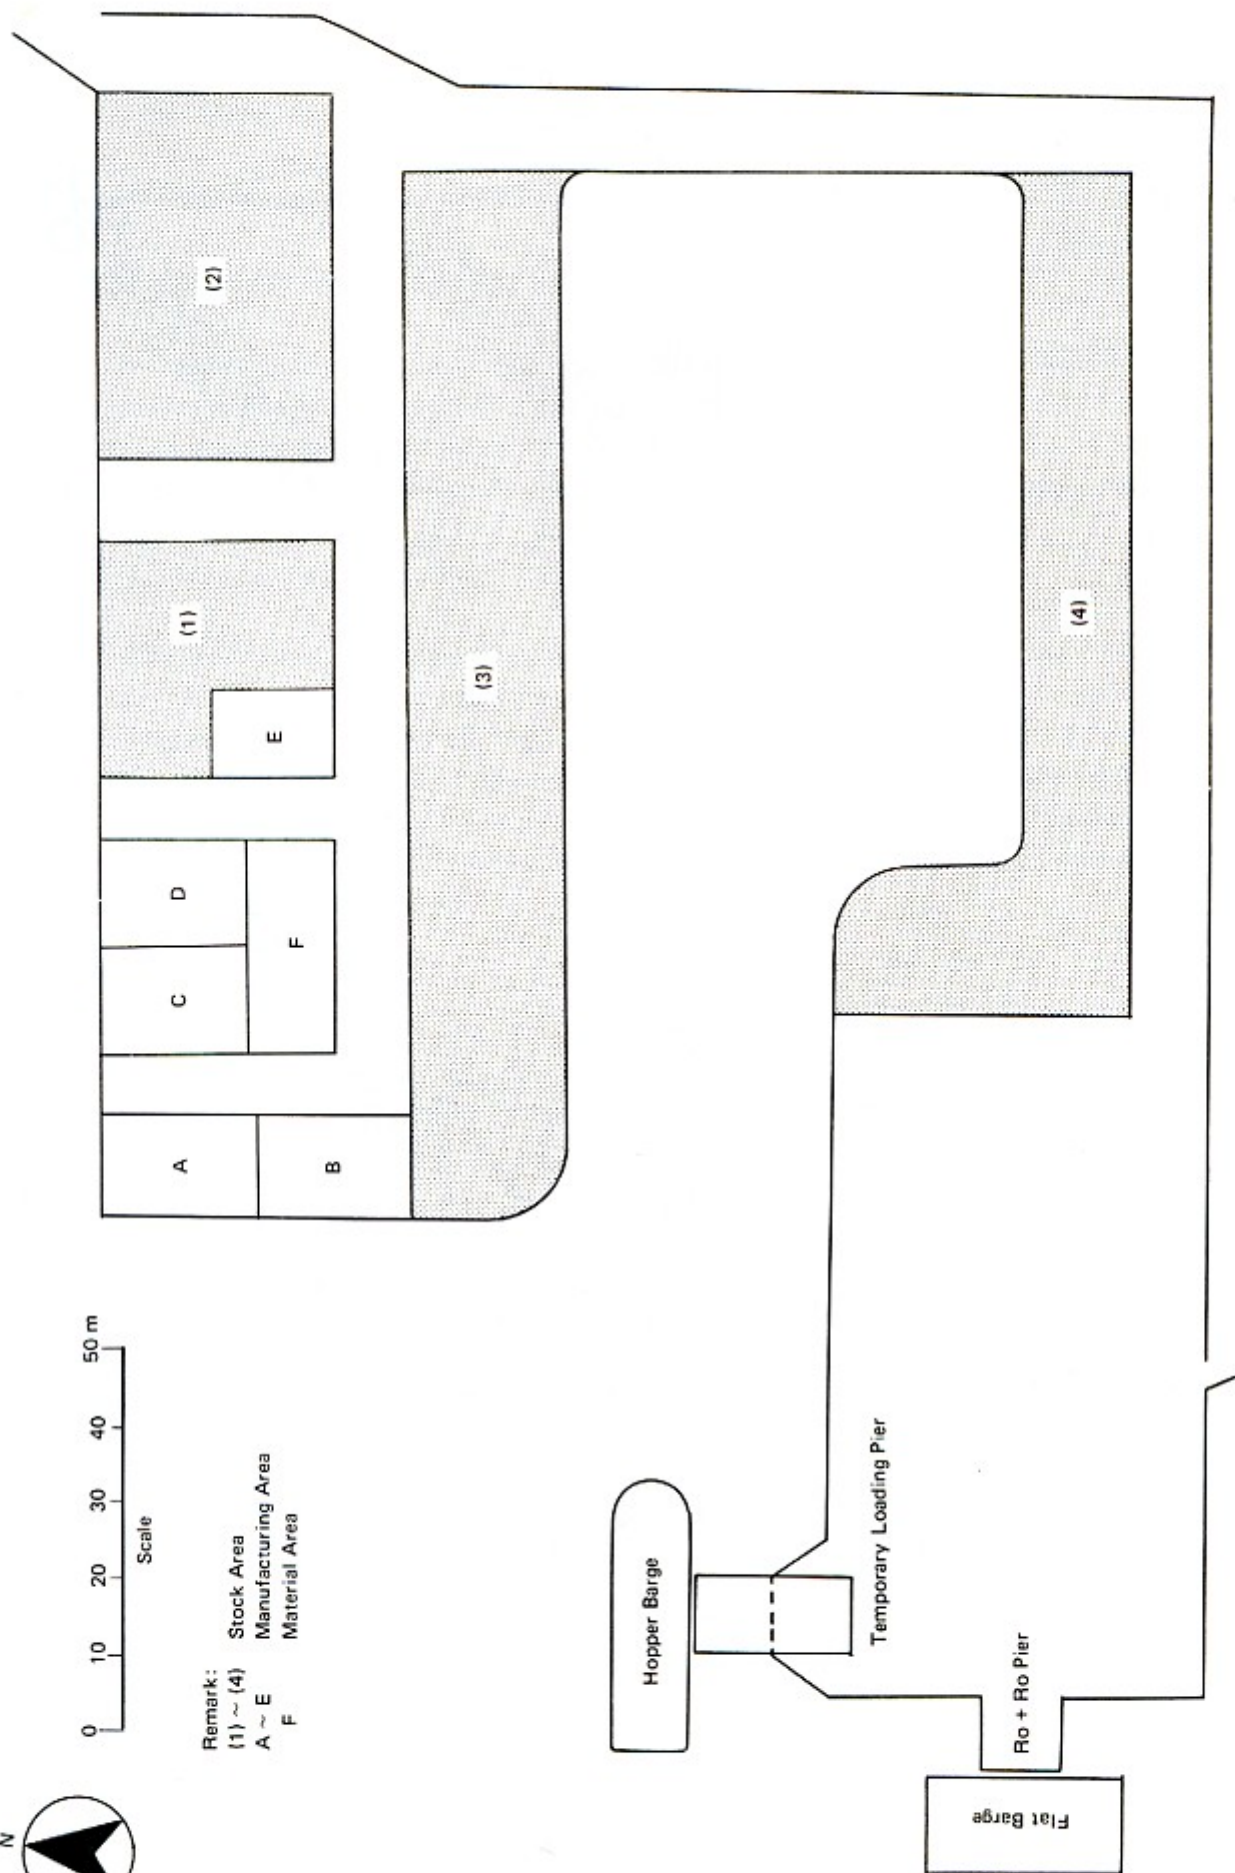 N
0 10 20 30 40 50 m
Scale
Remark:
(1) ~ (4) Stock Area
A ~ E Manufacturing Area
F Material Area
A
B
C
D
F
E
(1)
(2)
(3)
(4)
Hopper Barge
Temporary Loading Pier
Ro + Ro Pier
Flat Barge